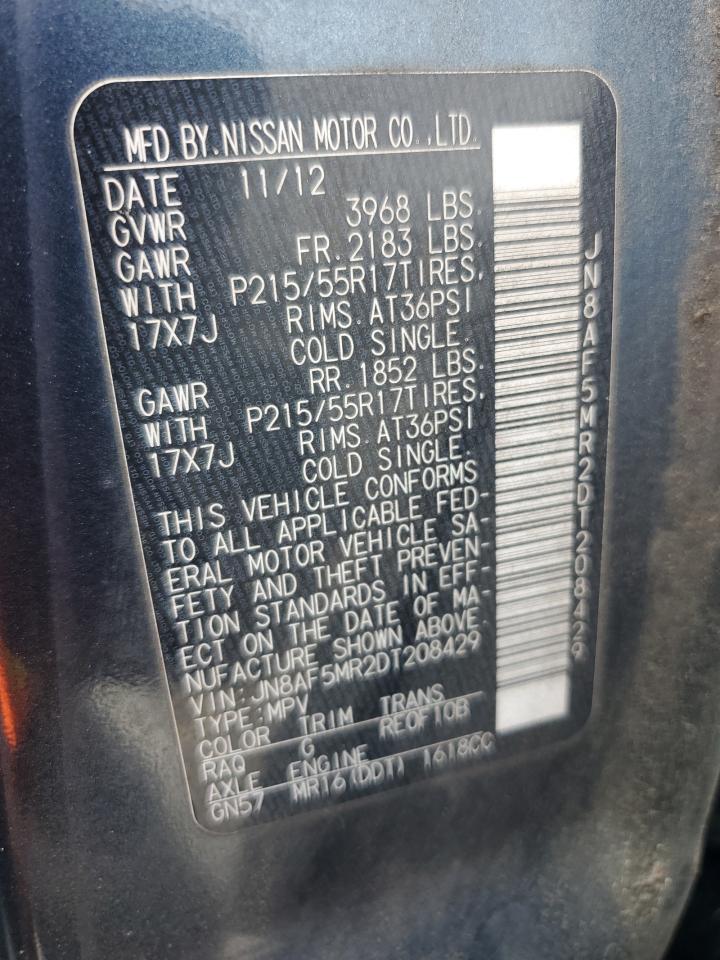 MFD.BY.NISSAN MOTOR CO.,LTD.
DATE 11/12
GVWR 3968 LBS.
GAWR FR.2183 LBS.
WITH P215/55R17TIRES,
17X7J RIMS.AT36PSI
COLD SINGLE.
GAWR RR.1852 LBS.
WITH P215/55R17TIRES,
17X7J RIMS.AT36PSI
COLD SINGLE.
THIS VEHICLE CONFORMS
TO ALL APPLICABLE FED-
ERAL MOTOR VEHICLE SA-
FETY AND THEFT PREVEN-
TION STANDARDS IN EFF-
ECT ON THE DATE OF MA-
NUFACTURE SHOWN ABOVE.
VIN:JN8AF5MR2DT208429
TYPE:MPV
COLOR TRIM TRANS
RAQ G RE0F10B
AXLE ENGINE
GN57 MR16(DDT) 1618CC
JN8AF5MR2DT208429